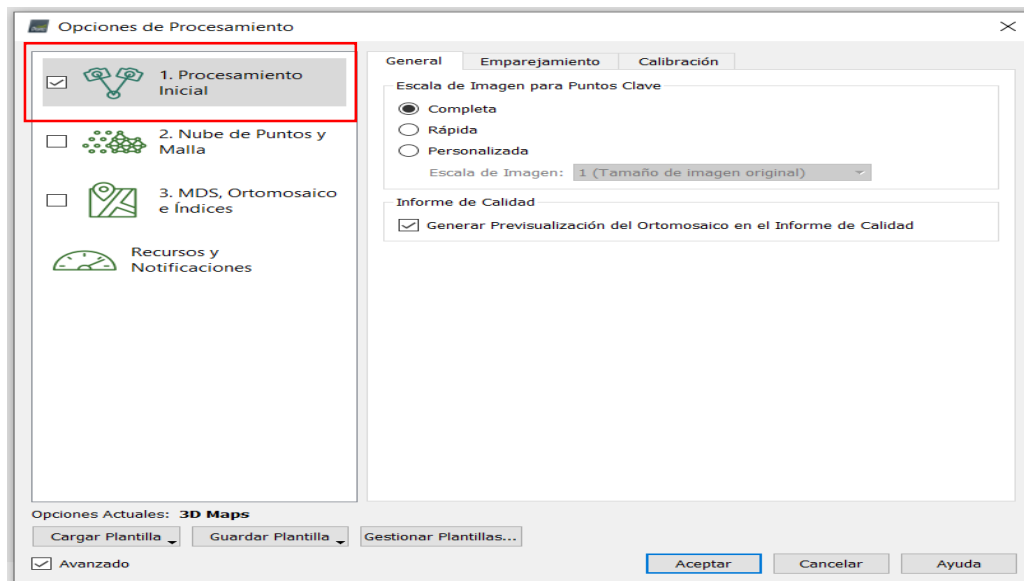 Opciones de Procesamiento
1. Procesamiento
Inicial
2. Nube de Puntos y
Malla
3. MDS, Ortomosaico
e Índices
Recursos y
Notificaciones
General Emparejamiento Calibración
Escala de Imagen para Puntos Clave
Completa
Rápida
Personalizada
Escala de Imagen: 1 (Tamaño de imagen original)
Informe de Calidad
Generar Previsualización del Ortomosaico en el Informe de Calidad
Opciones Actuales: 3D Maps
Cargar Plantilla Guardar Plantilla Gestionar Plantillas...
Avanzado Aceptar Cancelar Ayuda